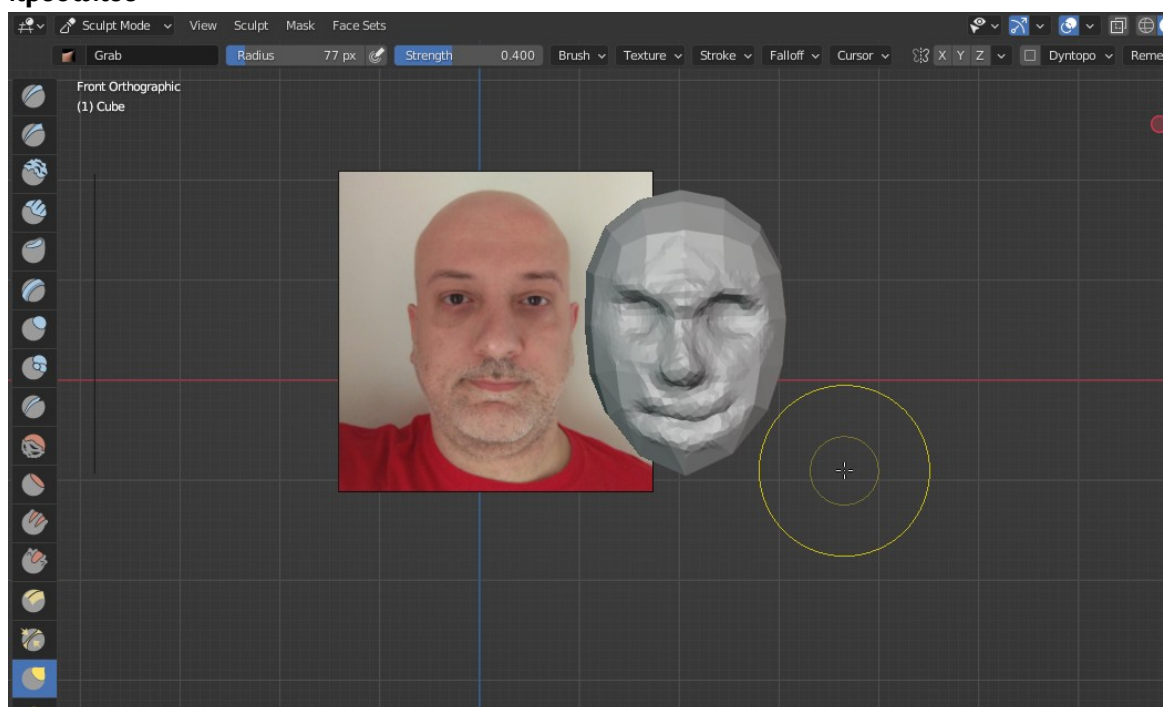 Sculpt Mode View Sculpt Mask Face Sets
Grab Radius 77 px Strength 0.400 Brush Texture Stroke Falloff Cursor X Y Z Dyntopo Reme
Front Orthographic
(1) Cube